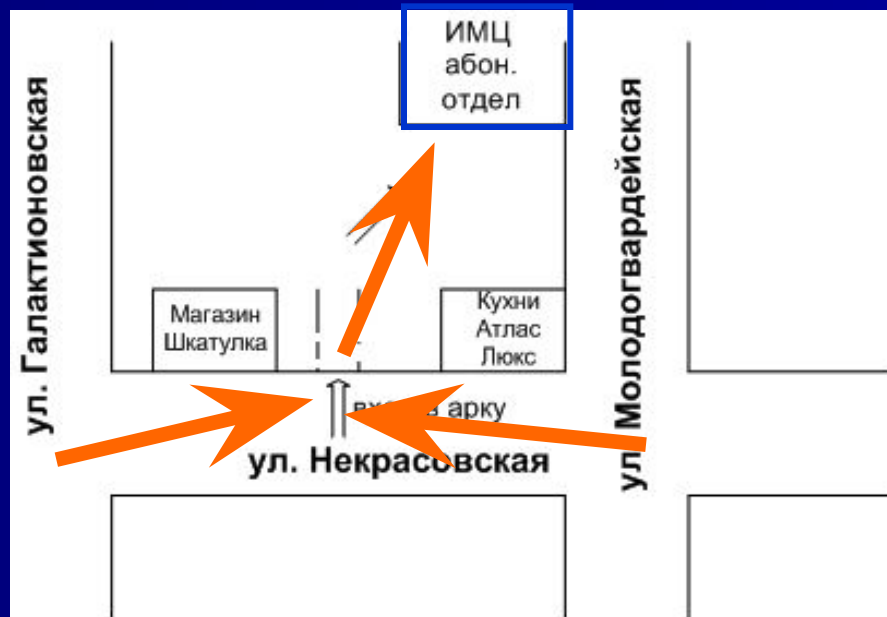 ИМЦ
абон.
отдел
ул. Галактионовская
ул. Молодогвардейская
Магазин
Шкатулка
Кухни
Атлас
Люкс
арку
ул. Некрасовская